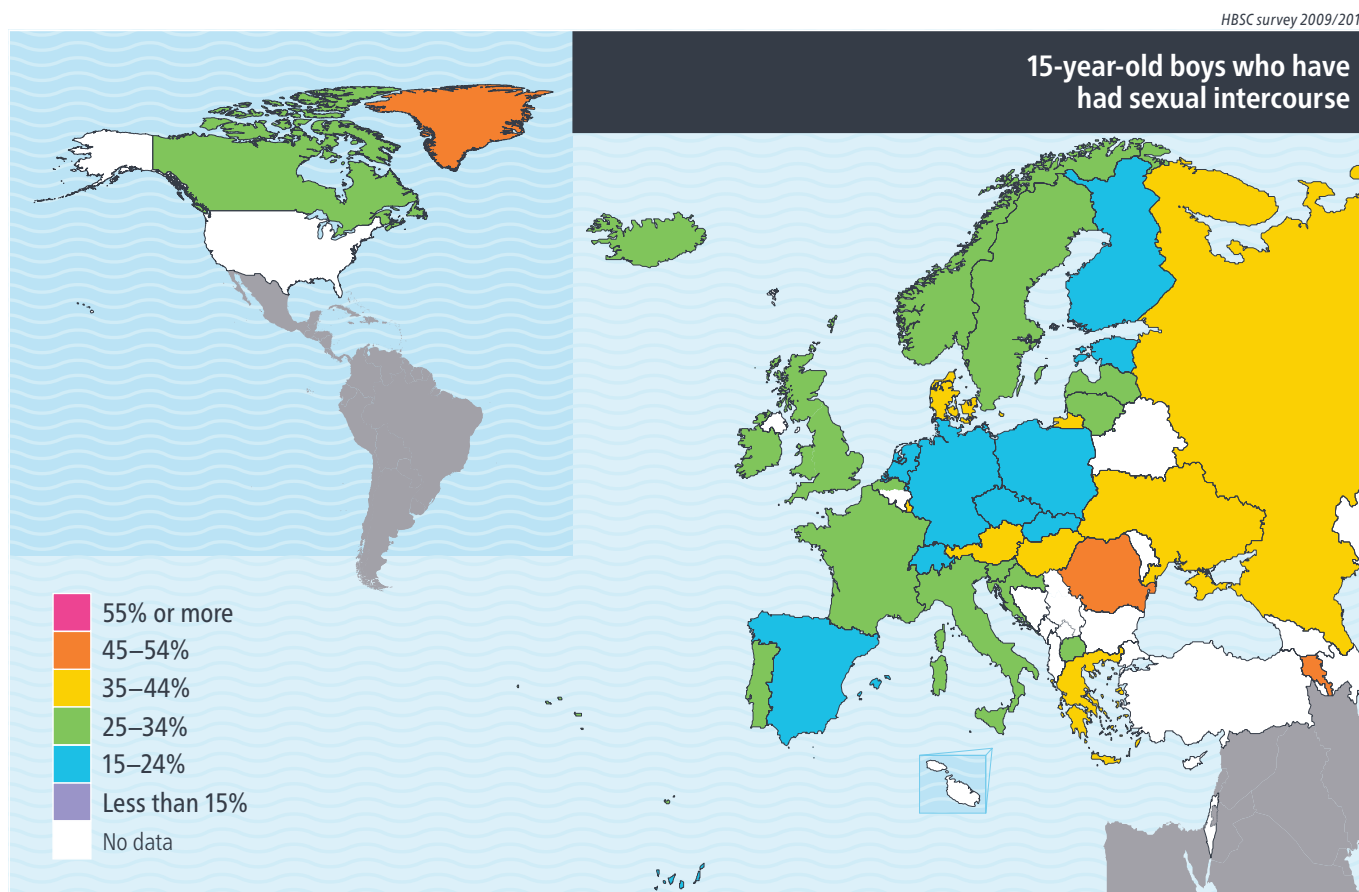 HBSC survey 2009/201
15-year-old boys who have
had sexual intercourse
55% or more
45–54%
35–44%
25–34%
15–24%
Less than 15%
No data